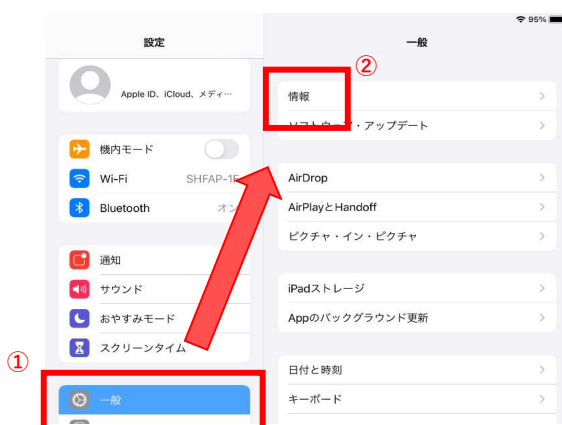 95%
設定
一般
②
Apple ID、iCloud、メディ…
情報
ソフトウェア・アップデート
機内モード
Wi-Fi SHFAP-1F
Bluetooth オン
AirDrop
AirPlayとHandoff
ピクチャ・イン・ピクチャ
通知
サウンド
おやすみモード
スクリーンタイム
iPadストレージ
Appのバックグラウンド更新
①
一般
日付と時刻
キーボード